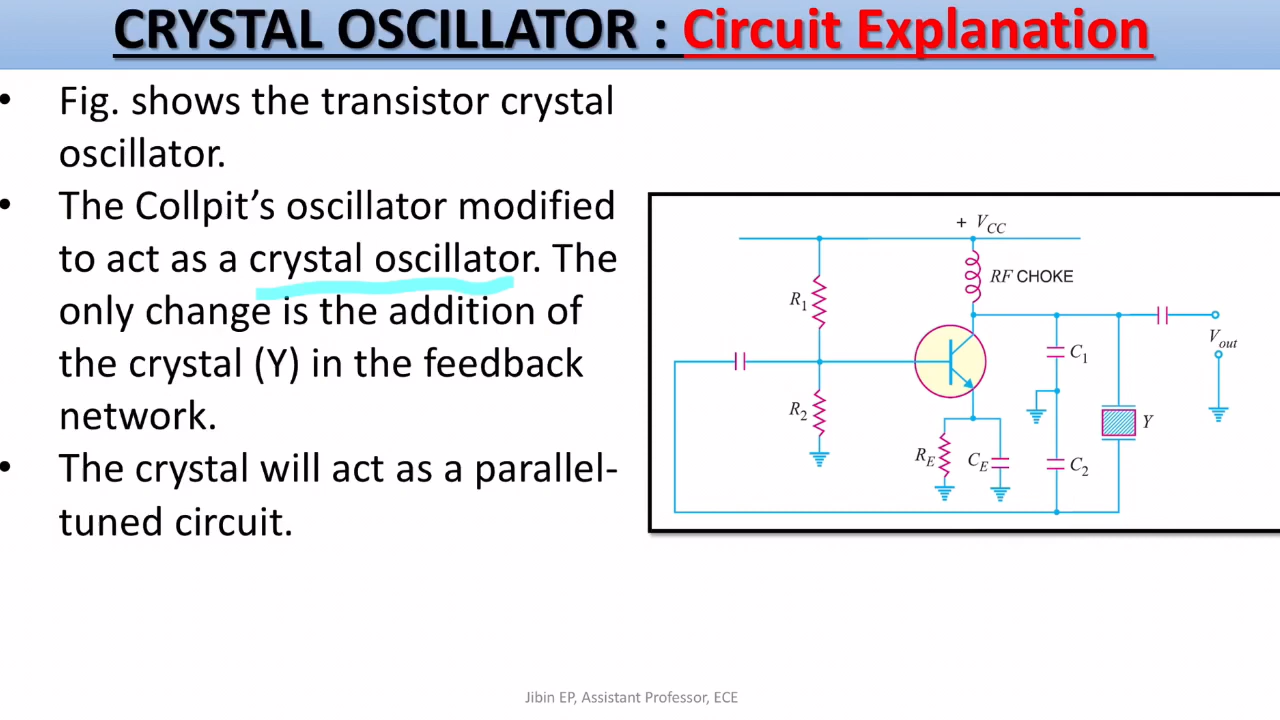 CRYSTAL OSCILLATOR : Circuit Explanation
• Fig. shows the transistor crystal
oscillator.
• The Collpit’s oscillator modified
to act as a crystal oscillator. The
only change is the addition of
the crystal (Y) in the feedback
network.
• The crystal will act as a parallel-
tuned circuit.
+ VCC
RF CHOKE
R1
Vout
C1
R2
Y
RE
CE
C2
Jibin EP, Assistant Professor, ECE